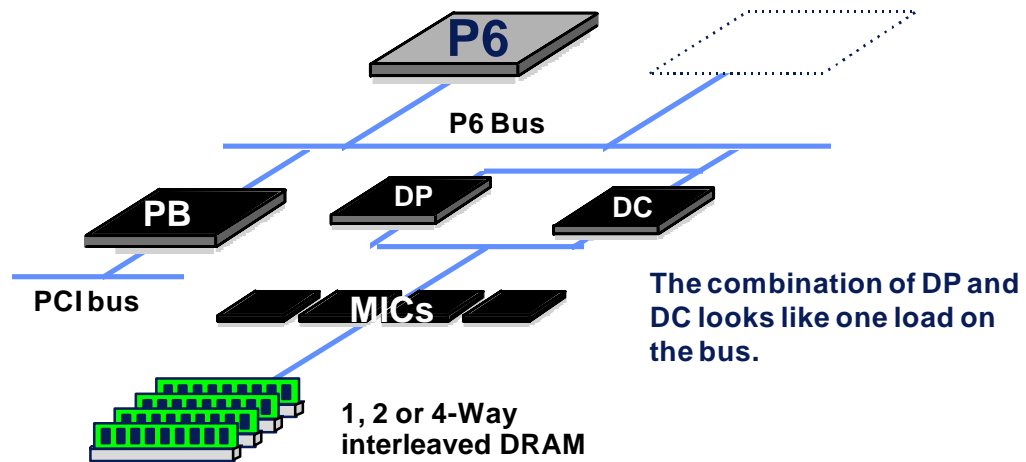 P6
P6 Bus
PB
DP
DC
PCI bus
MICs
The combination of DP and
DC looks like one load on
the bus.
1, 2 or 4-Way
interleaved DRAM